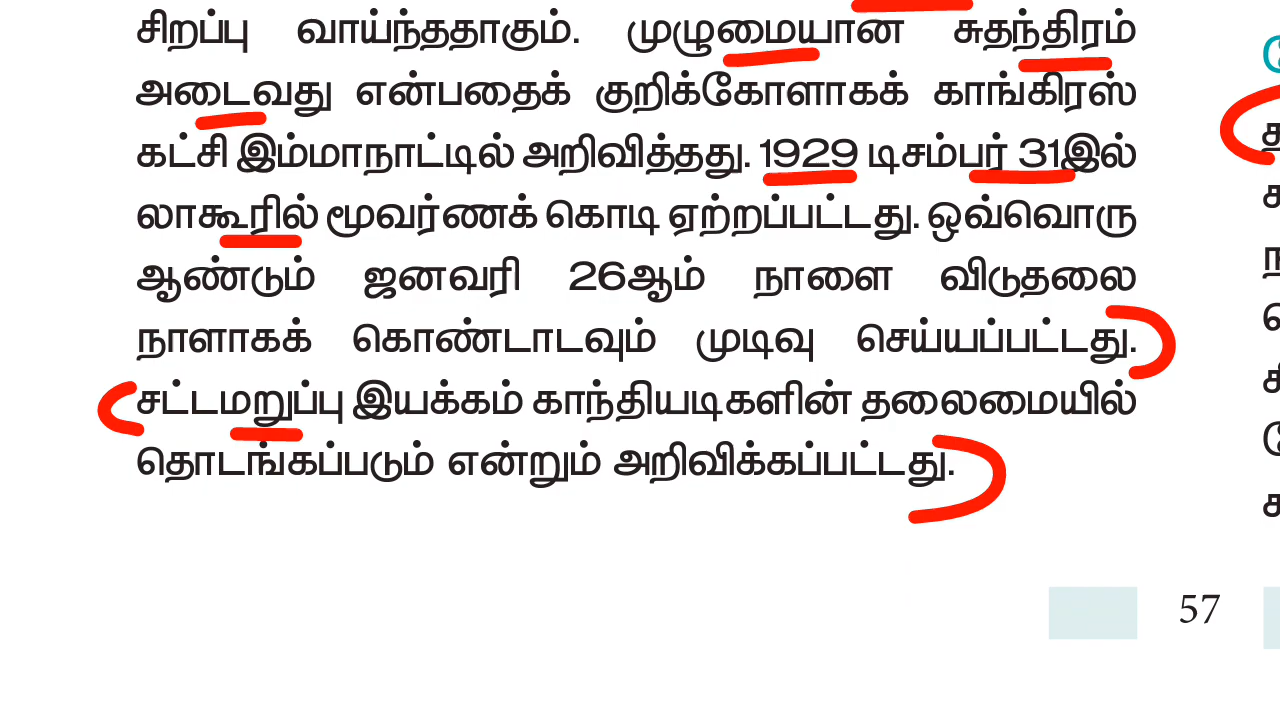 சிறப்பு வாய்ந்ததாகும். முழுமையான சுதந்திரம்
அடைவது என்பதைக் குறிக்கோளாகக் காங்கிரஸ்
கட்சி இம்மாநாட்டில் அறிவித்தது. 1929 டிசம்பர் 31இல்
லாகூரில் மூவர்ணக் கொடி ஏற்றப்பட்டது. ஒவ்வொரு
ஆண்டும் ஜனவரி 26ஆம் நாளை விடுதலை
நாளாகக் கொண்டாடவும் முடிவு செய்யப்பட்டது.
சட்டமறுப்பு இயக்கம் காந்தியடிகளின் தலைமையில்
தொடங்கப்படும் என்றும் அறிவிக்கப்பட்டது.
57